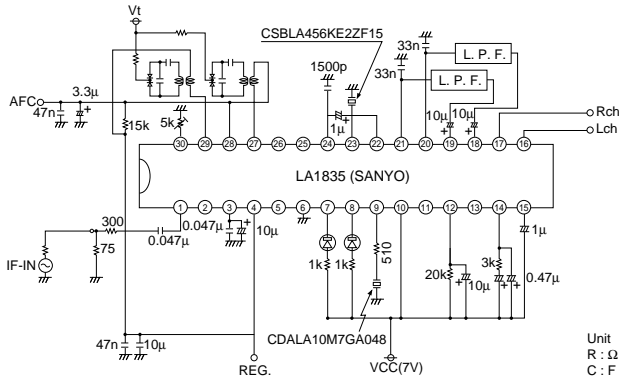 Vt
CSBLA456KE2ZF15
33n
L. P. F.
1500p
33n
L. P. F.
AFC
3.3μ
47n
15k
5k
1μ
10μ
10μ
Rch
Lch
30 29 28 27 26 25 24 23 22 21 20 19 18 17 16
LA1835 (SANYO)
1 2 3 4 5 6 7 8 9 10 11 12 13 14 15
300
0.047μ
0.047μ
10μ
75
IF-IN
1k
1k
510
20k
10μ
3k
0.47μ
1μ
47n
10μ
REG.
CDALA10M7GA048
VCC(7V)
Unit
R : Ω
C : F